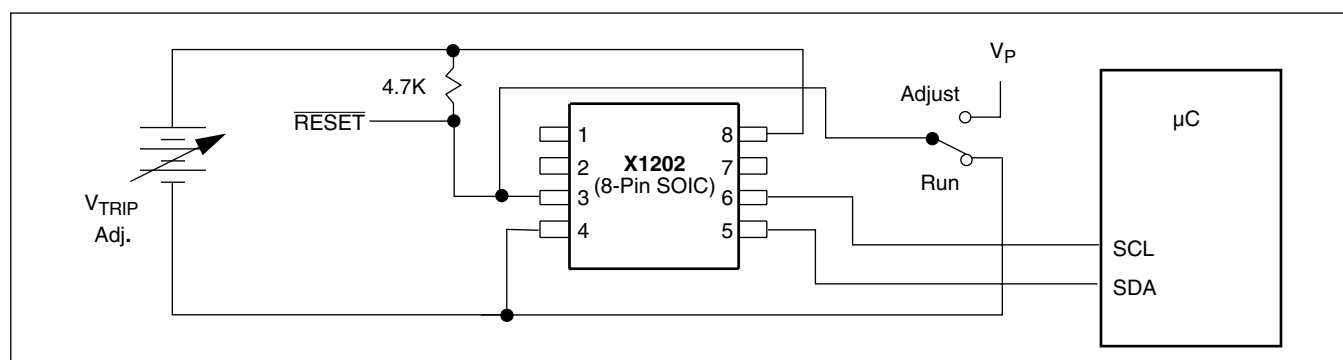 V_P
4.7K
Adjust
R̅E̅S̅E̅T̅
µC
1
8
X1202
(8-Pin SOIC)
2
7
Run
3
6
4
5
V_TRIP
Adj.
SCL
SDA